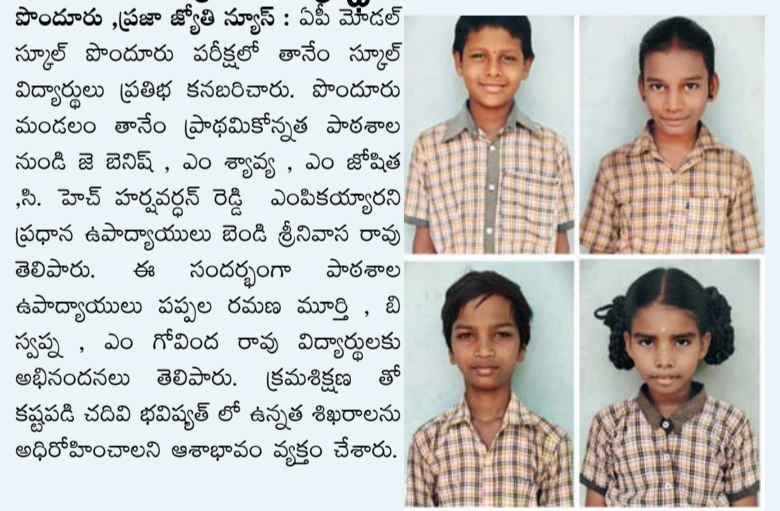 పొందూరు ,ప్రజా జ్యోతి న్యూస్ : ఏపీ మోడల్
స్కూల్ పొందూరు పరీక్షలో తానేం స్కూల్
విద్యార్థులు ప్రతిభ కనబరిచారు. పొందూరు
మండలం తానేం ప్రాథమికోన్నత పాఠశాల
నుండి జె బెనిష్ , ఎం శ్యావ్య , ఎం జోషిత
,సి. హెచ్ హర్షవర్ధన్ రెడ్డి ఎంపికయ్యారని
ప్రధాన ఉపాద్యాయులు బెండి శ్రీనివాస రావు
తెలిపారు. ఈ సందర్భంగా పాఠశాల
ఉపాద్యాయులు పప్పల రమణ మూర్తి , బి
స్వప్న , ఎం గోవింద రావు విద్యార్థులకు
అభినందనలు తెలిపారు. క్రమశిక్షణ తో
కష్టపడి చదివి భవిష్యత్ లో ఉన్నత శిఖరాలను
అధిరోహించాలని ఆశాభావం వ్యక్తం చేశారు.